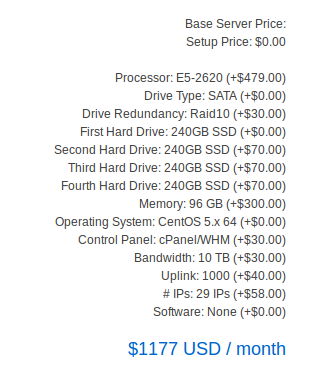 Base Server Price:
Setup Price: $0.00
Processor: E5-2620 (+$479.00)
Drive Type: SATA (+$0.00)
Drive Redundancy: Raid10 (+$30.00)
First Hard Drive: 240GB SSD (+$0.00)
Second Hard Drive: 240GB SSD (+$70.00)
Third Hard Drive: 240GB SSD (+$70.00)
Fourth Hard Drive: 240GB SSD (+$70.00)
Memory: 96 GB (+$300.00)
Operating System: CentOS 5.x 64 (+$0.00)
Control Panel: cPanel/WHM (+$30.00)
Bandwidth: 10 TB (+$30.00)
Uplink: 1000 (+$40.00)
# IPs: 29 IPs (+$58.00)
Software: None (+$0.00)
$1177 USD / month